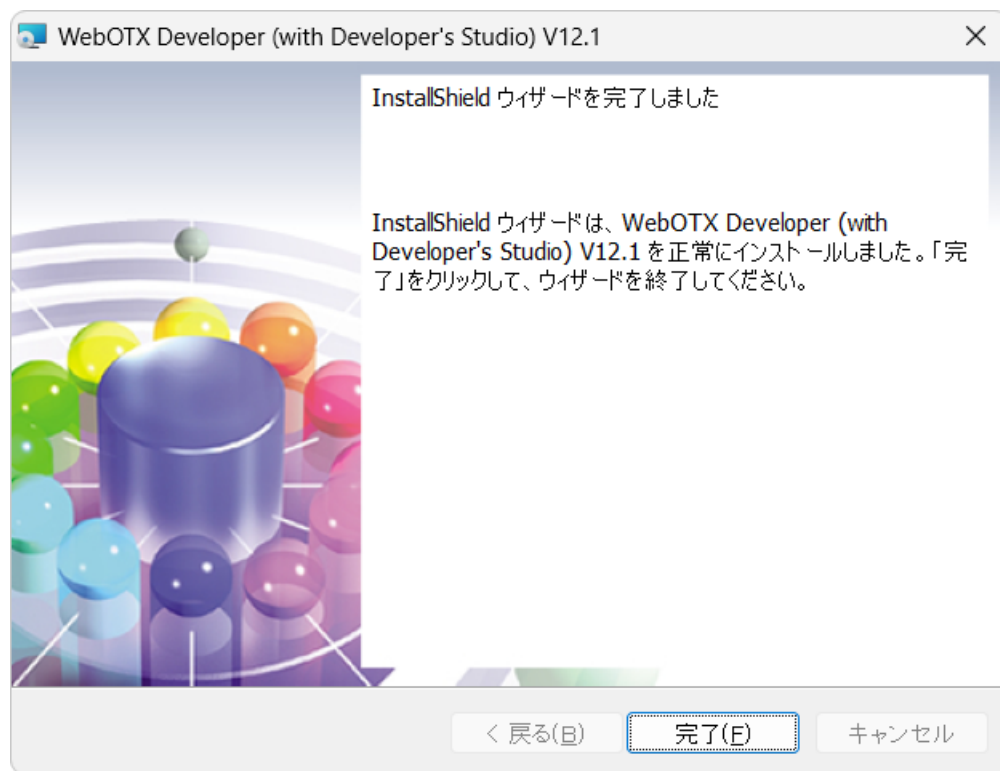 WebOTX Developer (with Developer's Studio) V12.1
InstallShield ウィザードを完了しました
InstallShield ウィザードは、WebOTX Developer (with
Developer's Studio) V12.1 を正常にインストールしました。「完
了」をクリックして、ウィザードを終了してください。
< 戻る(B)
完了(F)
キャンセル